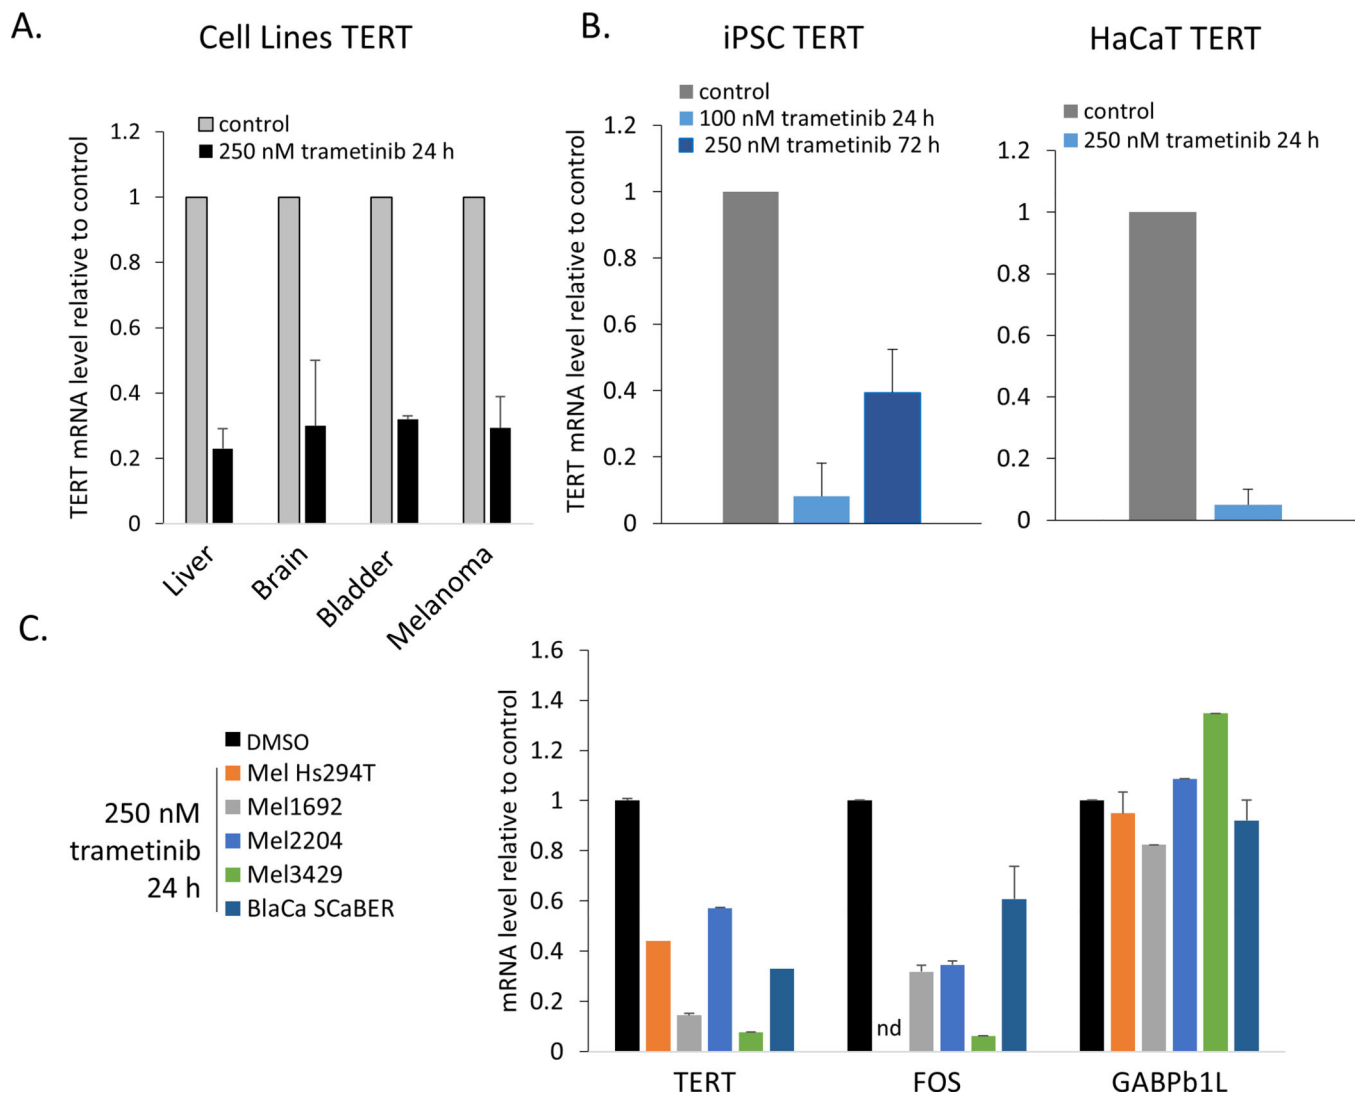 A.
Cell Lines TERT
control
250 nM trametinib 24 h
TERT mRNA level relative to control
1.2
1
0.8
0.6
0.4
0.2
0
Liver
Brain
Bladder
Melanoma
B.
iPSC TERT
control
100 nM trametinib 24 h
250 nM trametinib 72 h
TERT mRNA level relative to control
1.2
1
0.8
0.6
0.4
0.2
0
HaCaT TERT
control
250 nM trametinib 24 h
1.2
1
0.8
0.6
0.4
0.2
0
C.
250 nM
trametinib
24 h
DMSO
Mel Hs294T
Mel1692
Mel2204
Mel3429
BlaCa SCaBER
mRNA level relative to control
1.6
1.4
1.2
1
0.8
0.6
0.4
0.2
0
nd
TERT
FOS
GABPb1L